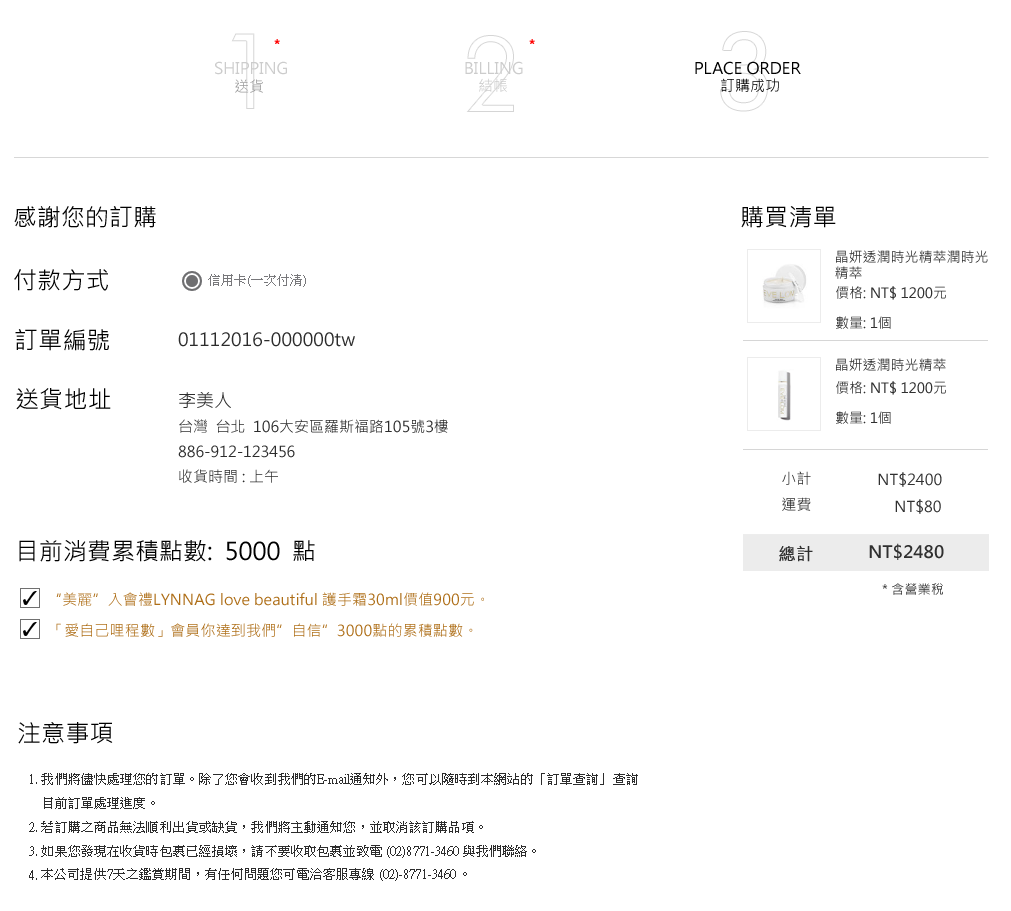 1 *
SHIPPING
送貨
2 *
BILLING
結帳
3
PLACE ORDER
訂購成功
感謝您的訂購
付款方式 信用卡(一次付清)
訂單編號 01112016-000000tw
送貨地址 李美人
台灣 台北 106大安區羅斯福路105號3樓
886-912-123456
收貨時間 : 上午
目前消費累積點數: 5000 點
“美麗”入會禮LYNNAG love beautiful 護手霜30ml價值900元。
「愛自己哩程數」會員你達到我們”自信”3000點的累積點數。
注意事項
1. 我們將儘快處理您的訂單。除了您會收到我們的E-mail通知外，您可以隨時到本網站的「訂單查詢」查詢
目前訂單處理進度。
2. 若訂購之商品無法順利出貨或缺貨，我們將主動通知您，並取消該訂購品項。
3. 如果您發現在收貨時包裹已經損壞，請不要收取包裹並致電 (02)8771-3460 與我們聯絡。
4. 本公司提供7天之鑑賞期間，有任何問題您可電洽客服專線 (02)-8771-3460 。
購買清單
晶妍透潤時光精萃潤時光
精萃
價格: NT$ 1200元
數量: 1個
晶妍透潤時光精萃
價格: NT$ 1200元
數量: 1個
小計 NT$2400
運費 NT$80
總計 NT$2480
* 含營業稅